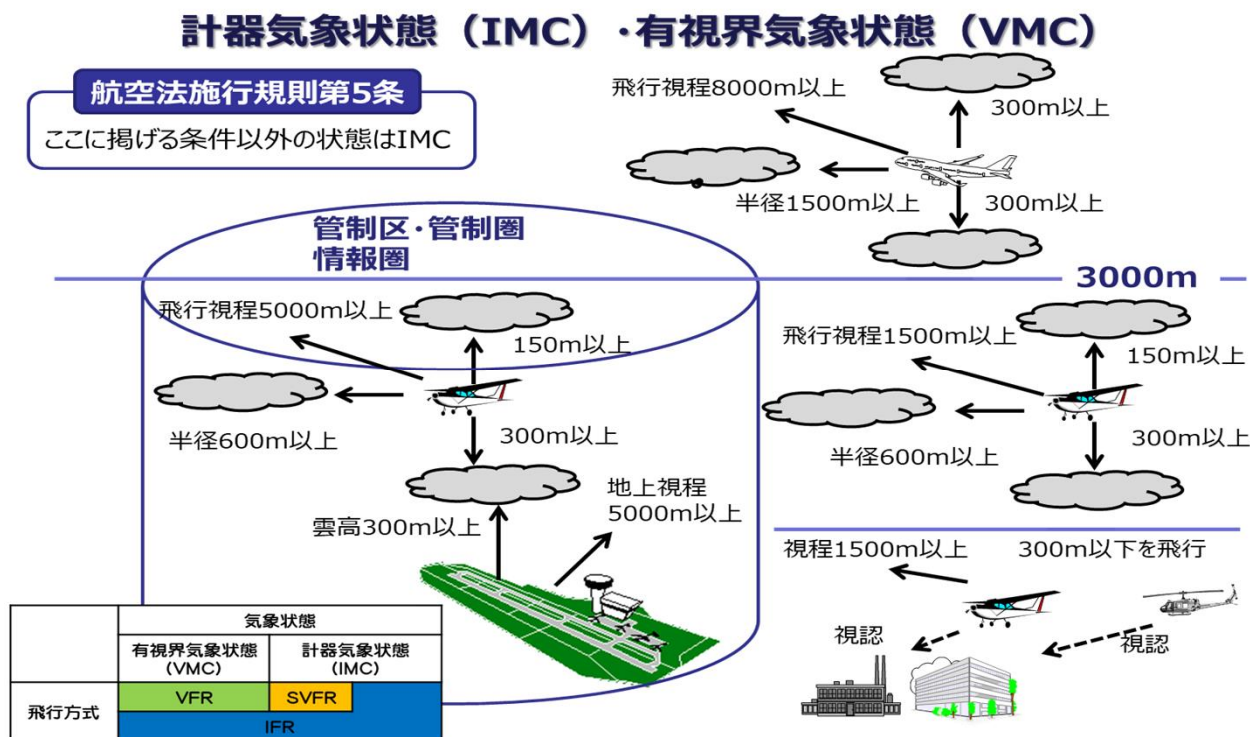 計器気象状態（IMC）・有視界気象状態（VMC）
航空法施行規則第5条
ここに掲げる条件以外の状態はIMC
飛行視程8000m以上
300m以上
半径1500m以上
300m以上
管制区・管制圏
情報圏
3000m
飛行視程5000m以上
150m以上
半径600m以上
300m以上
雲高300m以上
地上視程
5000m以上
飛行視程1500m以上
150m以上
300m以上
半径600m以上
視程1500m以上
300m以下を飛行
視認
視認
気象状態
有視界気象状態
(VMC)
計器気象状態
(IMC)
飛行方式
VFR
SVFR
IFR